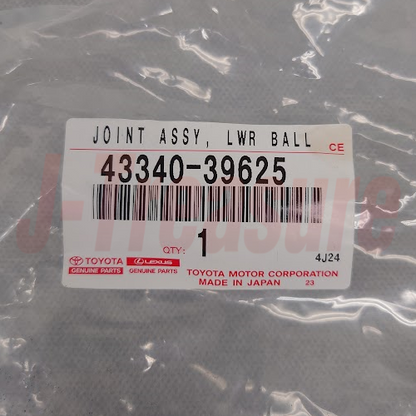 JOINT ASSY, LWR BALL
CE
43340-39625
QTY: 1
4J24
TOYOTA LEXUS
GENUINE PARTS GENUINE PARTS
TOYOTA MOTOR CORPORATION
MADE IN JAPAN 23
J-Treasure